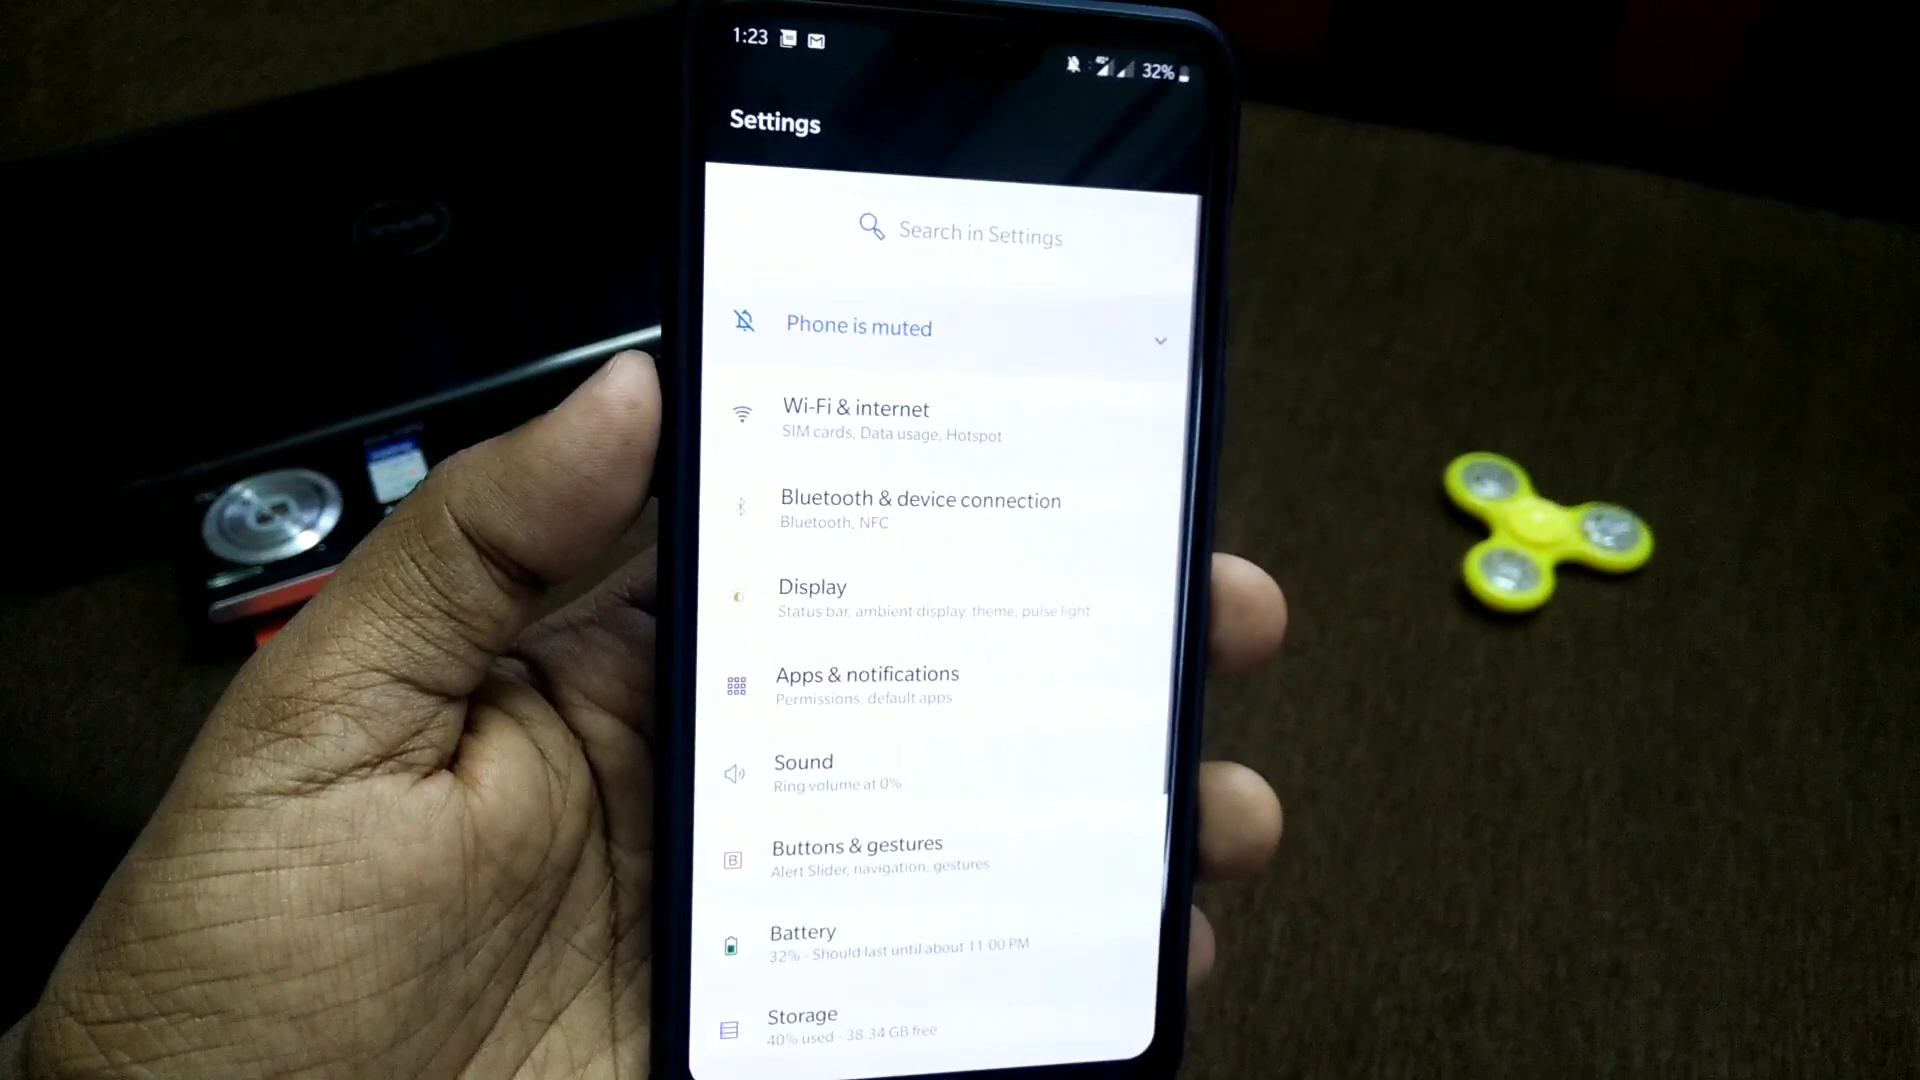 1:23
32%
Settings
Search in Settings
Phone is muted
Wi-Fi & internet
SIM cards, Data usage, Hotspot
Bluetooth & device connection
Bluetooth, NFC
Display
Status bar, ambient display, theme, pulse light
Apps & notifications
Permissions, default apps
Sound
Ring volume at 0%
Buttons & gestures
Alert Slider, navigation, gestures
Battery
32% - Should last until about 11:00 PM
Storage
40% used - 38.34 GB free